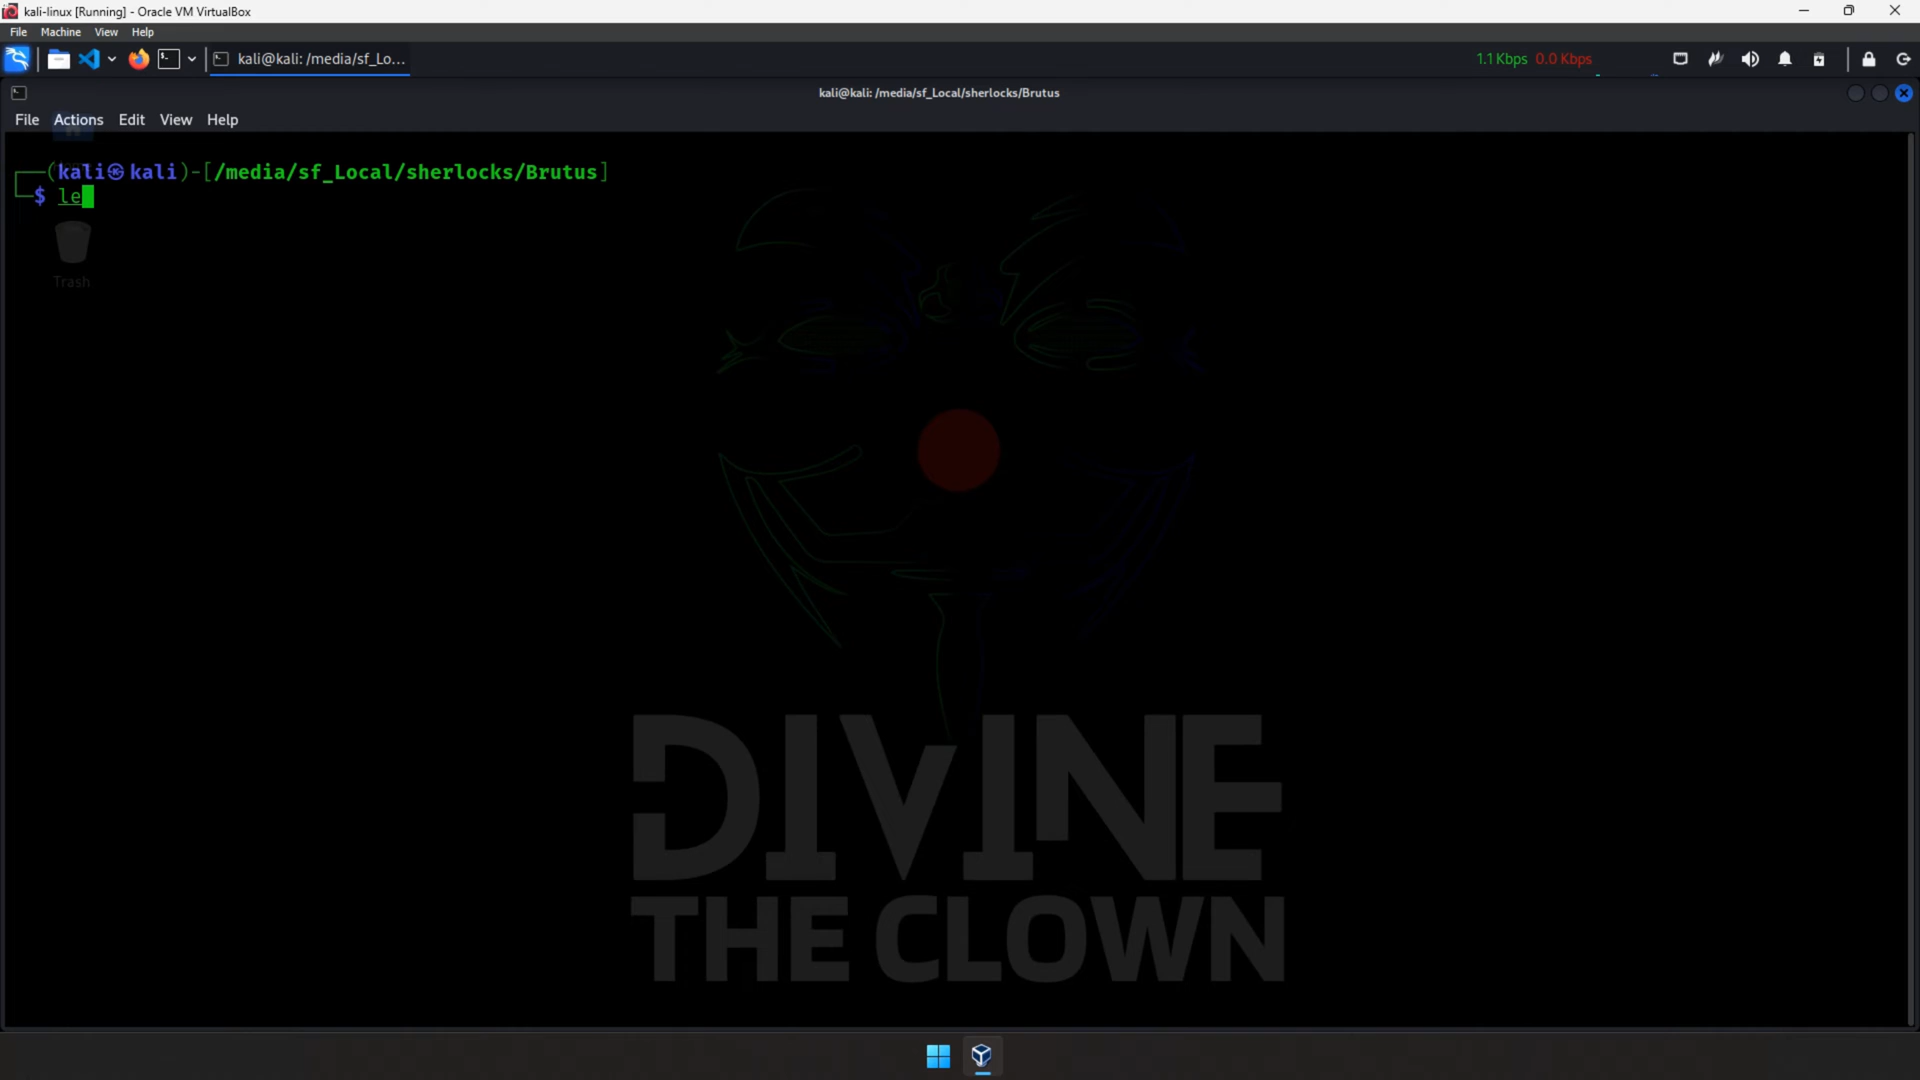 kali-linux [Running] - Oracle VM VirtualBox
File Machine View Help
kali@kali: /media/sf_Lo...
1.1 Kbps 0.0 Kbps
kali@kali: /media/sf_Local/sherlocks/Brutus
File Actions Edit View Help
(kali㉿kali)-[/media/sf_Local/sherlocks/Brutus]
$ le
Trash
DIVINE
THE CLOWN